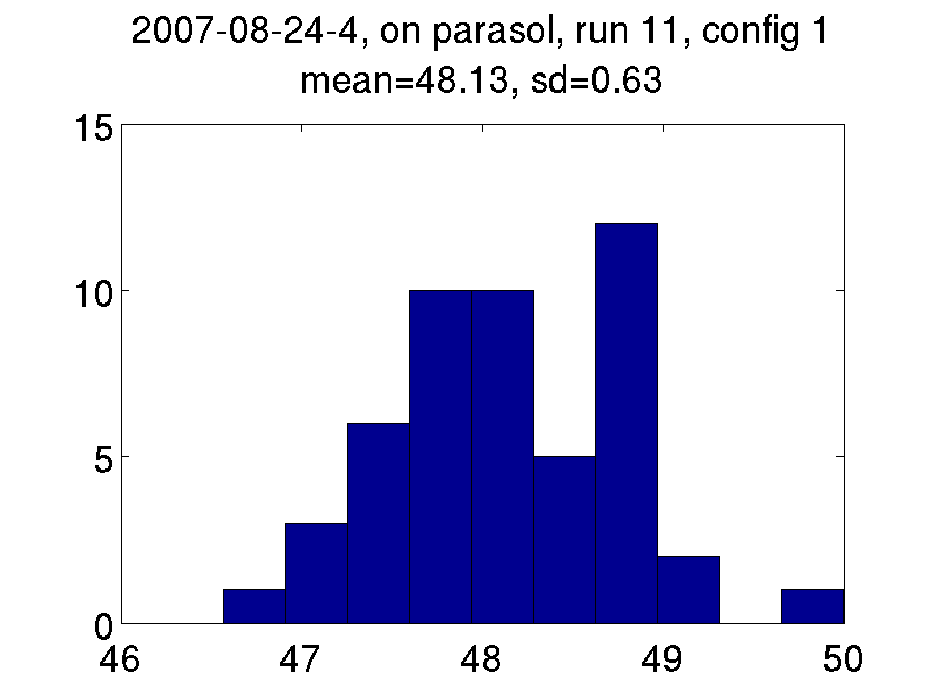 2007-08-24-4, on parasol, run 11, config 1
mean=48.13, sd=0.63
15
10
5
0
46 47 48 49 50